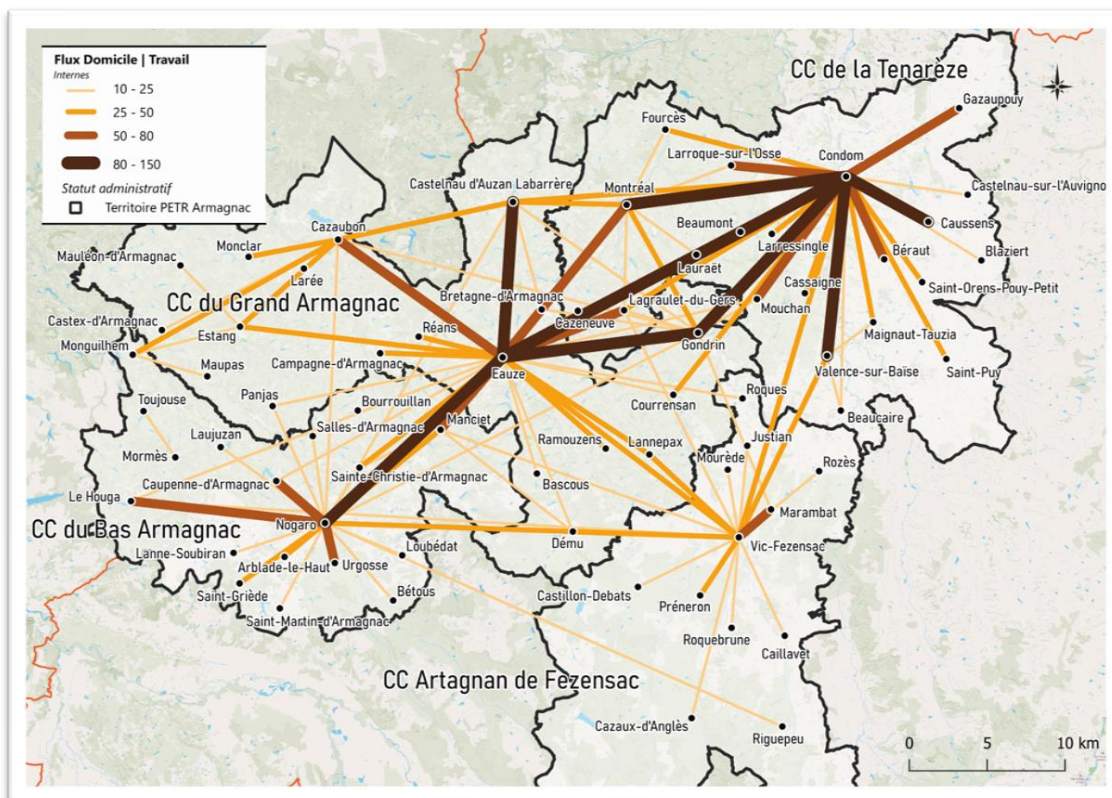 Flux Domicile | Travail
Internes
10 - 25
25 - 50
50 - 80
80 - 150
Statut administratif
Territoire PETR Armagnac
CC de la Tenarèze
Gazaupouy
Fourcès
Larroque-sur-l'Osse
Condom
Castelnau d'Auzan Labarrère
Montréal
Castelnau-sur-l'Auvigno
Beaumont
Caussens
Cazaubon
Larressingle
Monclar
Béraut
Blaziert
Mauléon-d'Armagnac
Lauraët
Larée
Cassaigne
Saint-Orens-Pouy-Petit
CC du Grand Armagnac
Bretagne-d'Armagnac
Lagraulet-du-Gers
Mouchan
Castex-d'Armagnac
Cazeneuve
Réans
Estang
Gondrin
Maignaut-Tauzia
Monguilhem
Campagne-d'Armagnac
Eauze
Maupas
Valence-sur-Baïse
Saint-Puy
Panjas
Bourrouillan
Courrensan
Roques
Toujouse
Manciet
Beaucaire
Laujuzan
Salles-d'Armagnac
Ramouzens
Lannepax
Justian
Mormès
Mourède
Rozès
Sainte-Christie-d'Armagnac
Caupenne-d'Armagnac
Bascous
Le Houga
Marambat
CC du Bas Armagnac
Nogaro
Vic-Fezensac
Lanne-Soubiran
Loubédat
Dému
Arblade-le-Haut
Urgosse
Saint-Griède
Bétous
Castillon-Debats
Préneron
Saint-Martin-d'Armagnac
Roquebrune
Caillavet
CC Artagnan de Fezensac
Cazaux-d'Anglès
Riguepeu
0 5 10 km